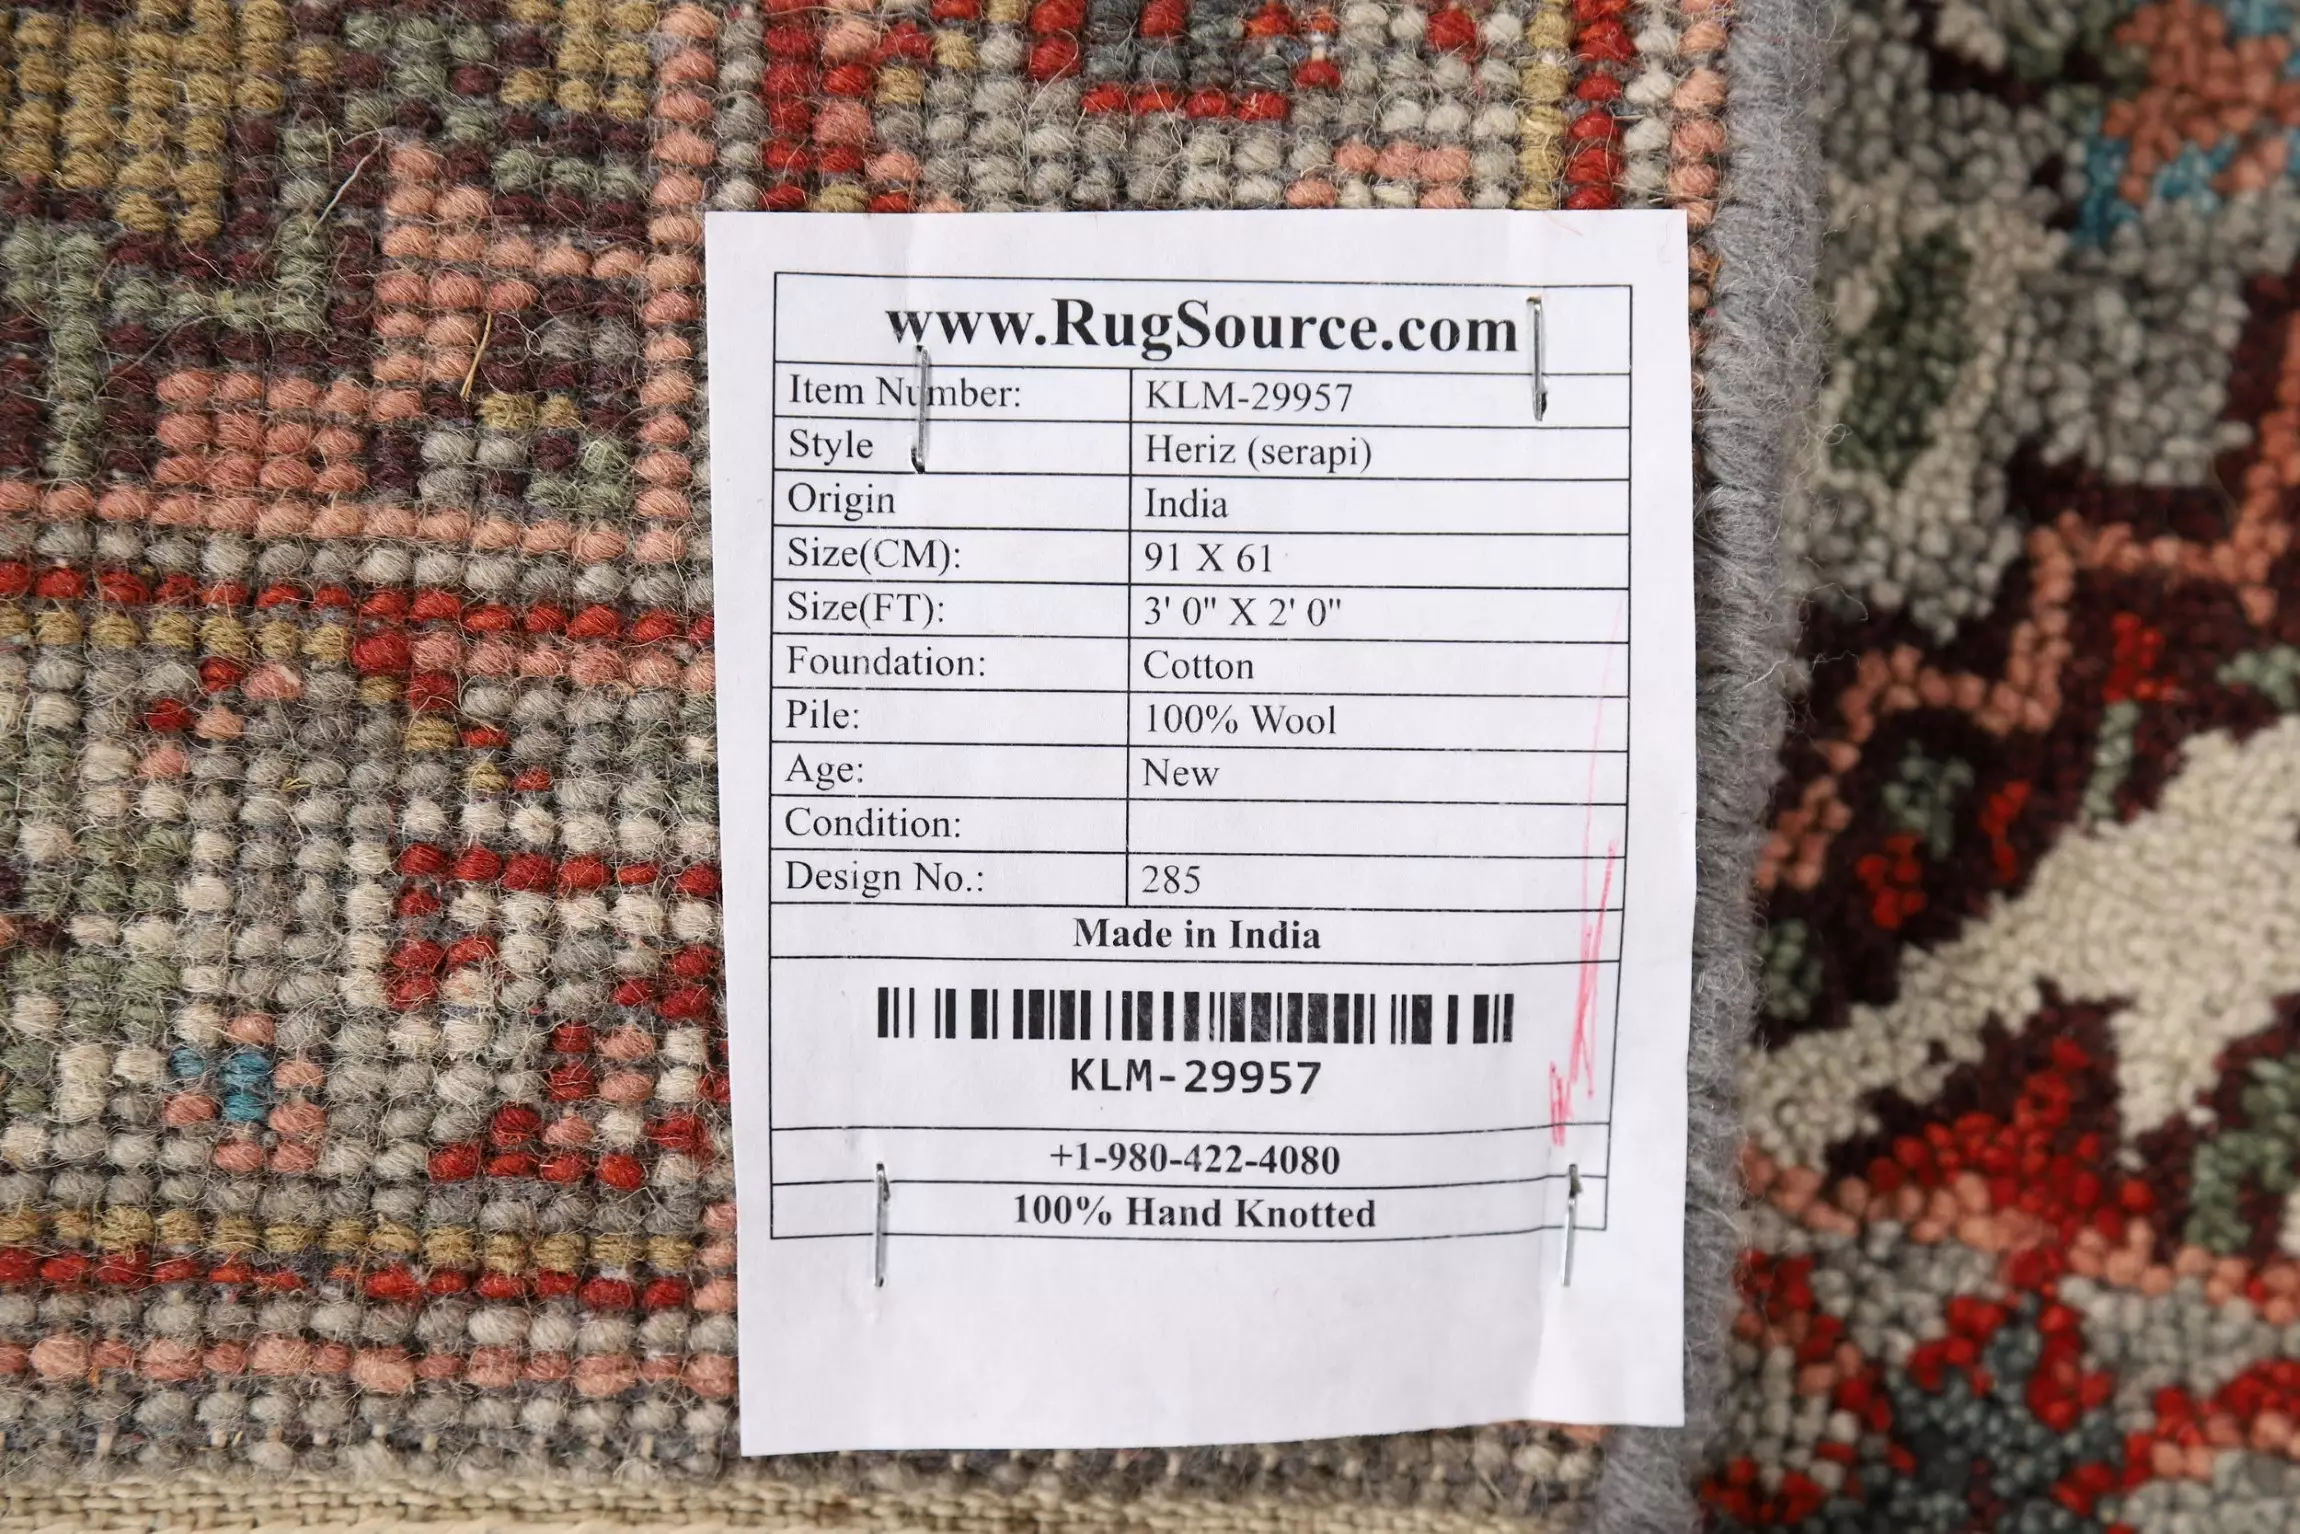 www.RugSource.com
Item Number: KLM-29957
Style Heriz (serapi)
Origin India
Size(CM): 91 X 61
Size(FT): 3' 0" X 2' 0"
Foundation: Cotton
Pile: 100% Wool
Age: New
Condition:
Design No.: 285
Made in India
KLM-29957
+1-980-422-4080
100% Hand Knotted